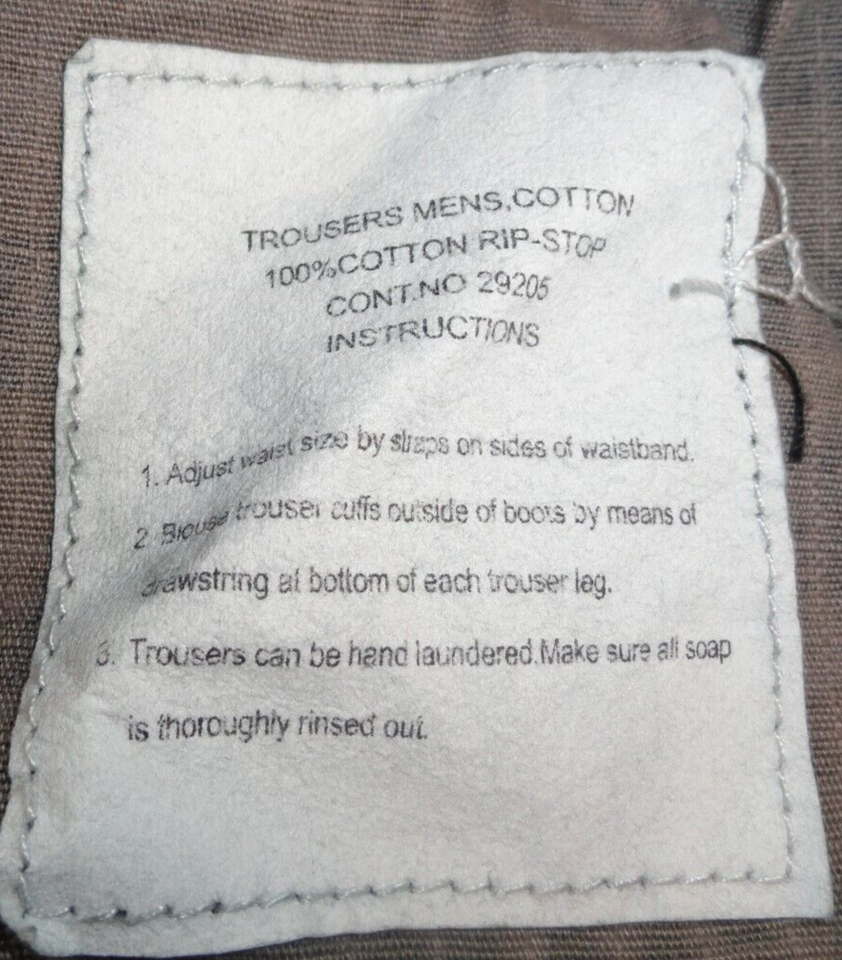 TROUSERS MENS,COTTON
100%COTTON RIP-STOP
CONT.NO 29205
INSTRUCTIONS
1. Adjust waist size by straps on sides of waistband.
2. Blouse trouser cuffs outside of boots by means of
drawstring at bottom of each trouser leg.
3. Trousers can be hand laundered.Make sure all soap
is thoroughly rinsed out.